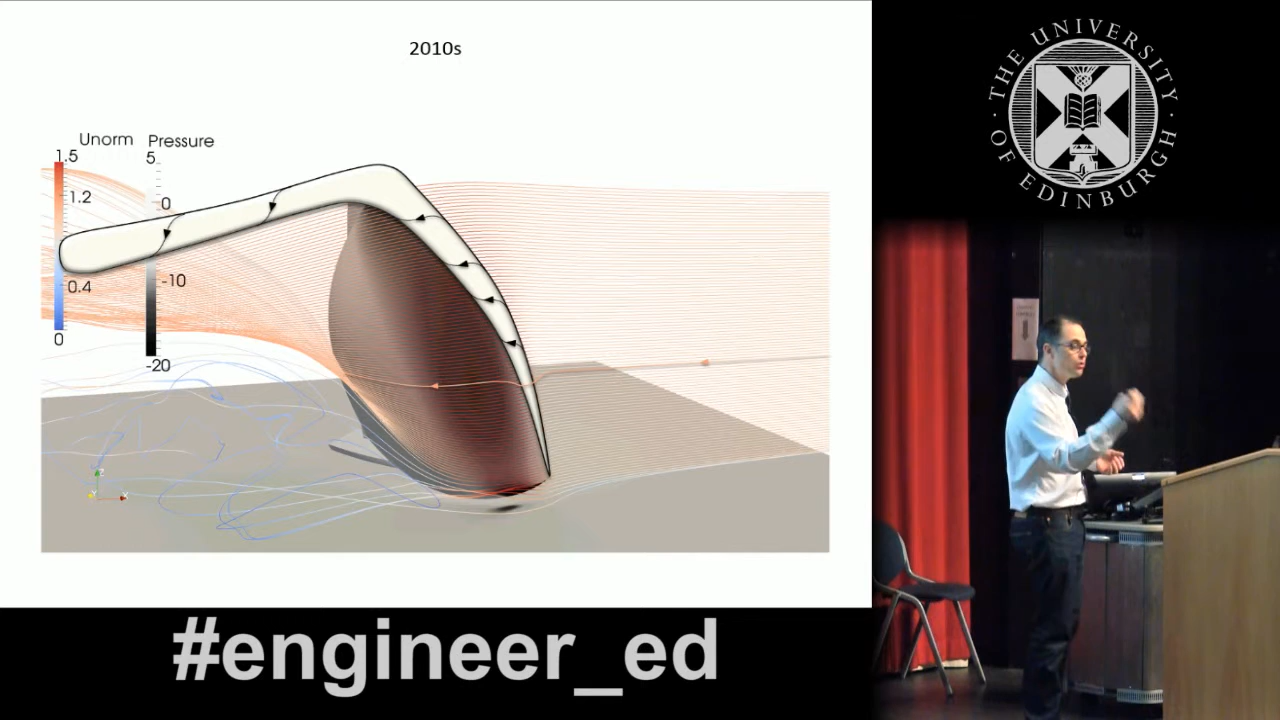 2010s
Unorm Pressure
1.5 5
1.2 0
0.4 -10
0 -20
Z
Y X
#engineer_ed
· THE UNIVERSITY · OF EDINBURGH